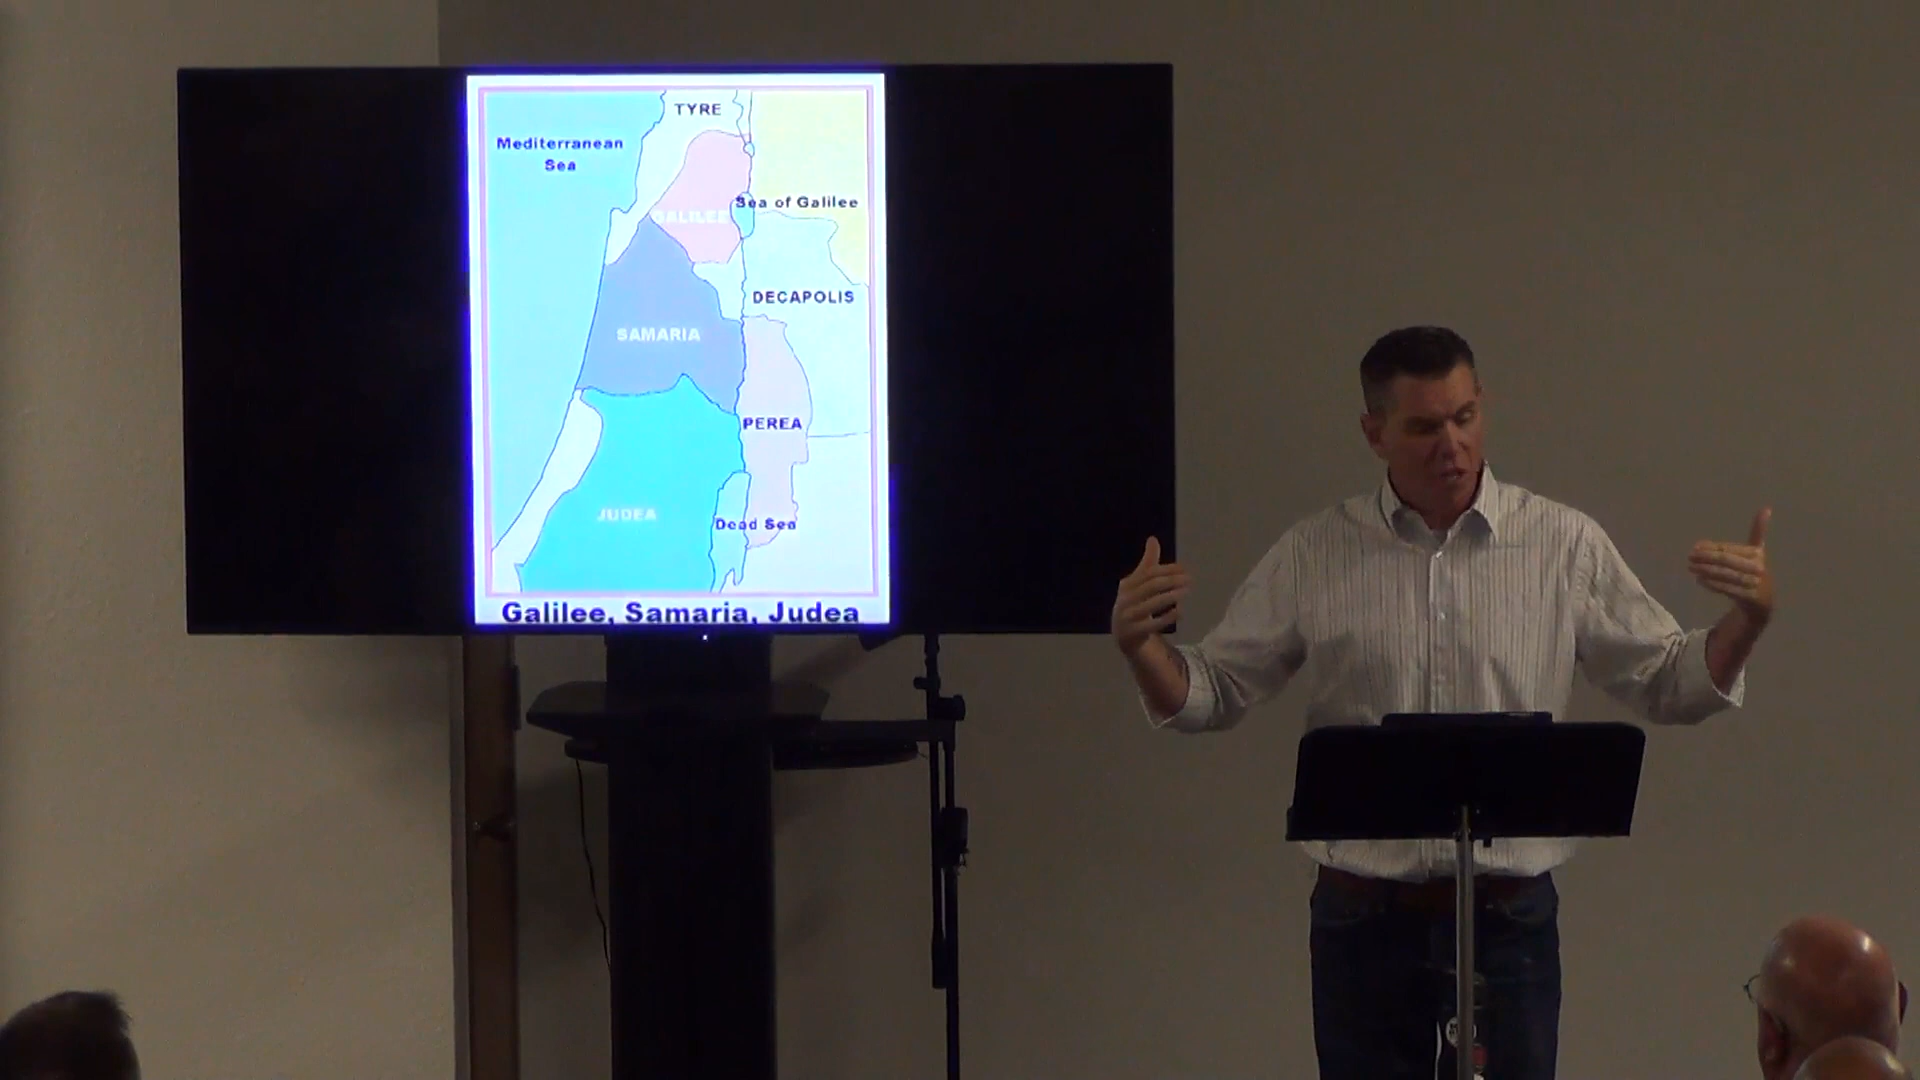 TYRE
Mediterranean
Sea
Sea of Galilee
GALILEE
DECAPOLIS
SAMARIA
PEREA
JUDEA
Dead Sea
Galilee, Samaria, Judea